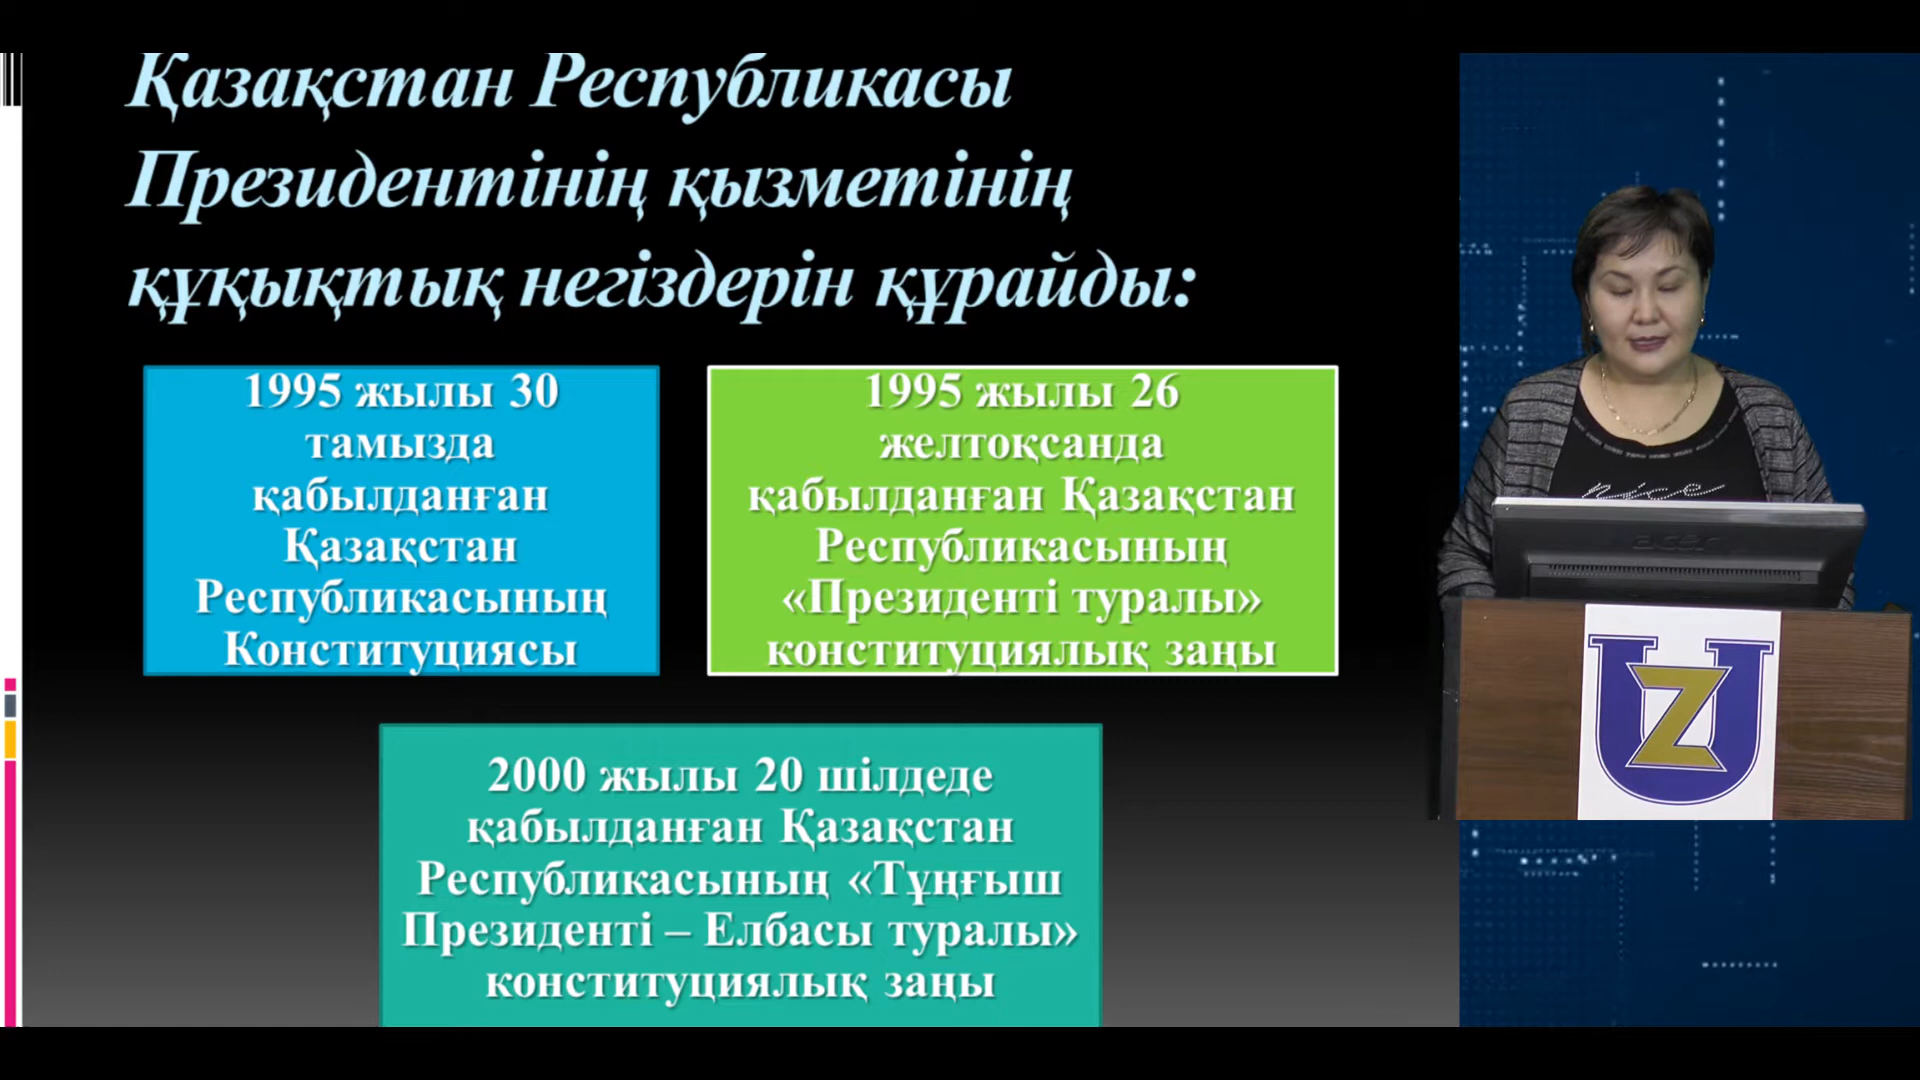 Қазақстан Республикасы
Президентінің қызметінің
құқықтық негіздерін құрайды:
1995 жылы 30
тамызда
қабылданған
Қазақстан
Республикасының
Конституциясы
1995 жылы 26
желтоқсанда
қабылданған Қазақстан
Республикасының
«Президенті туралы»
конституциялық заңы
2000 жылы 20 шілдеде
қабылданған Қазақстан
Республикасының «Тұңғыш
Президенті – Елбасы туралы»
конституциялық заңы
acer
UZ